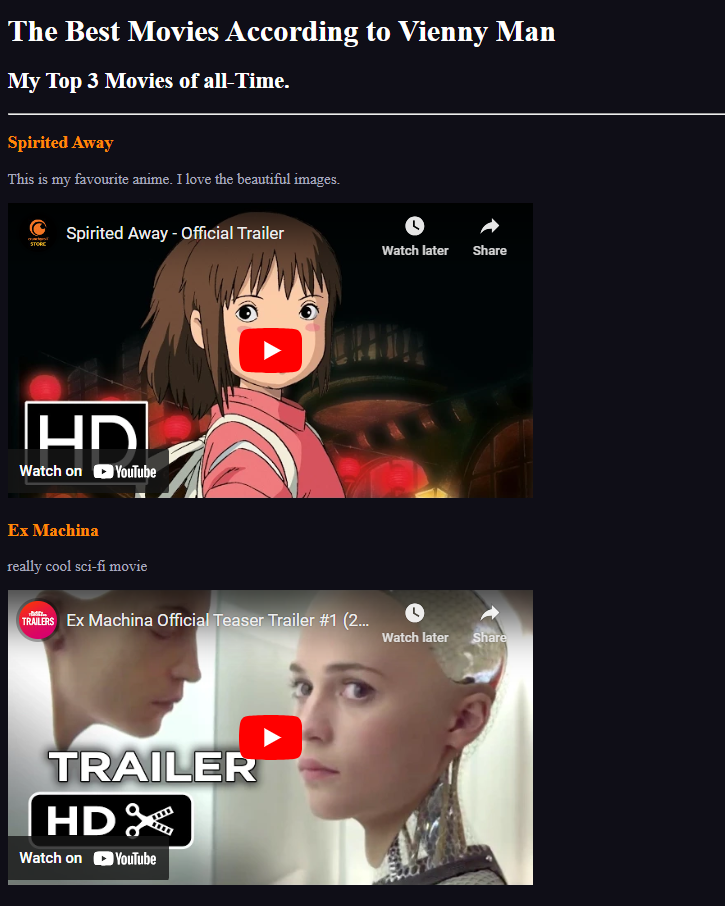 The Best Movies According to Vienny Man
My Top 3 Movies of all-Time.
Spirited Away
This is my favourite anime. I love the beautiful images.
Spirited Away - Official Trailer
Watch later
Share
STORE
HD
Watch on YouTube
Ex Machina
really cool sci-fi movie
TRAILERS
Ex Machina Official Teaser Trailer #1 (2...
Watch later
Share
TRAILER
HD
Watch on YouTube